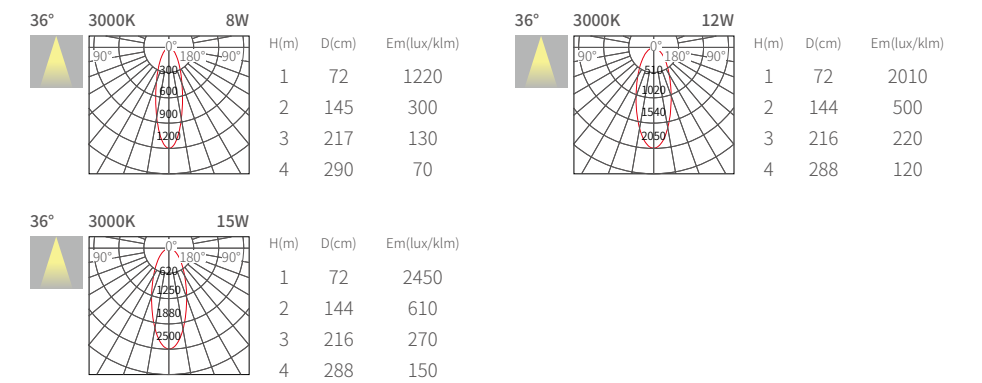 36° 3000K 8W
H(m) D(cm) Em(lux/klm)
0°
90° 180° 90°
300
600
900
1200
1 72 1220
2 145 300
3 217 130
4 290 70
36° 3000K 12W
H(m) D(cm) Em(lux/klm)
0°
90° 180° 90°
510
1020
1540
2050
1 72 2010
2 144 500
3 216 220
4 288 120
36° 3000K 15W
H(m) D(cm) Em(lux/klm)
0°
90° 180° 90°
620
1250
1880
2500
1 72 2450
2 144 610
3 216 270
4 288 150